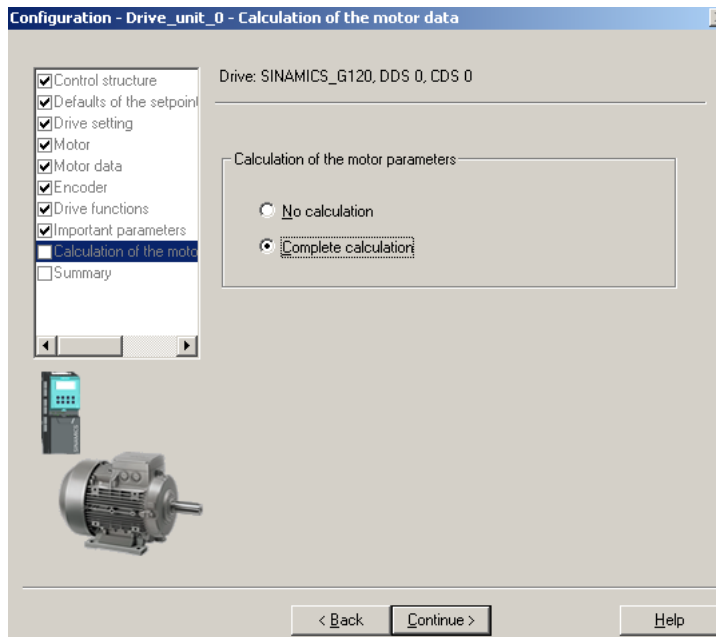 Configuration - Drive_unit_0 - Calculation of the motor data
Control structure
Defaults of the setpoint
Drive setting
Motor
Motor data
Encoder
Drive functions
Important parameters
Calculation of the moto
Summary
Drive: SINAMICS_G120, DDS 0, CDS 0
Calculation of the motor parameters
No calculation
Complete calculation
SINAMICS
< Back
Continue >
Help